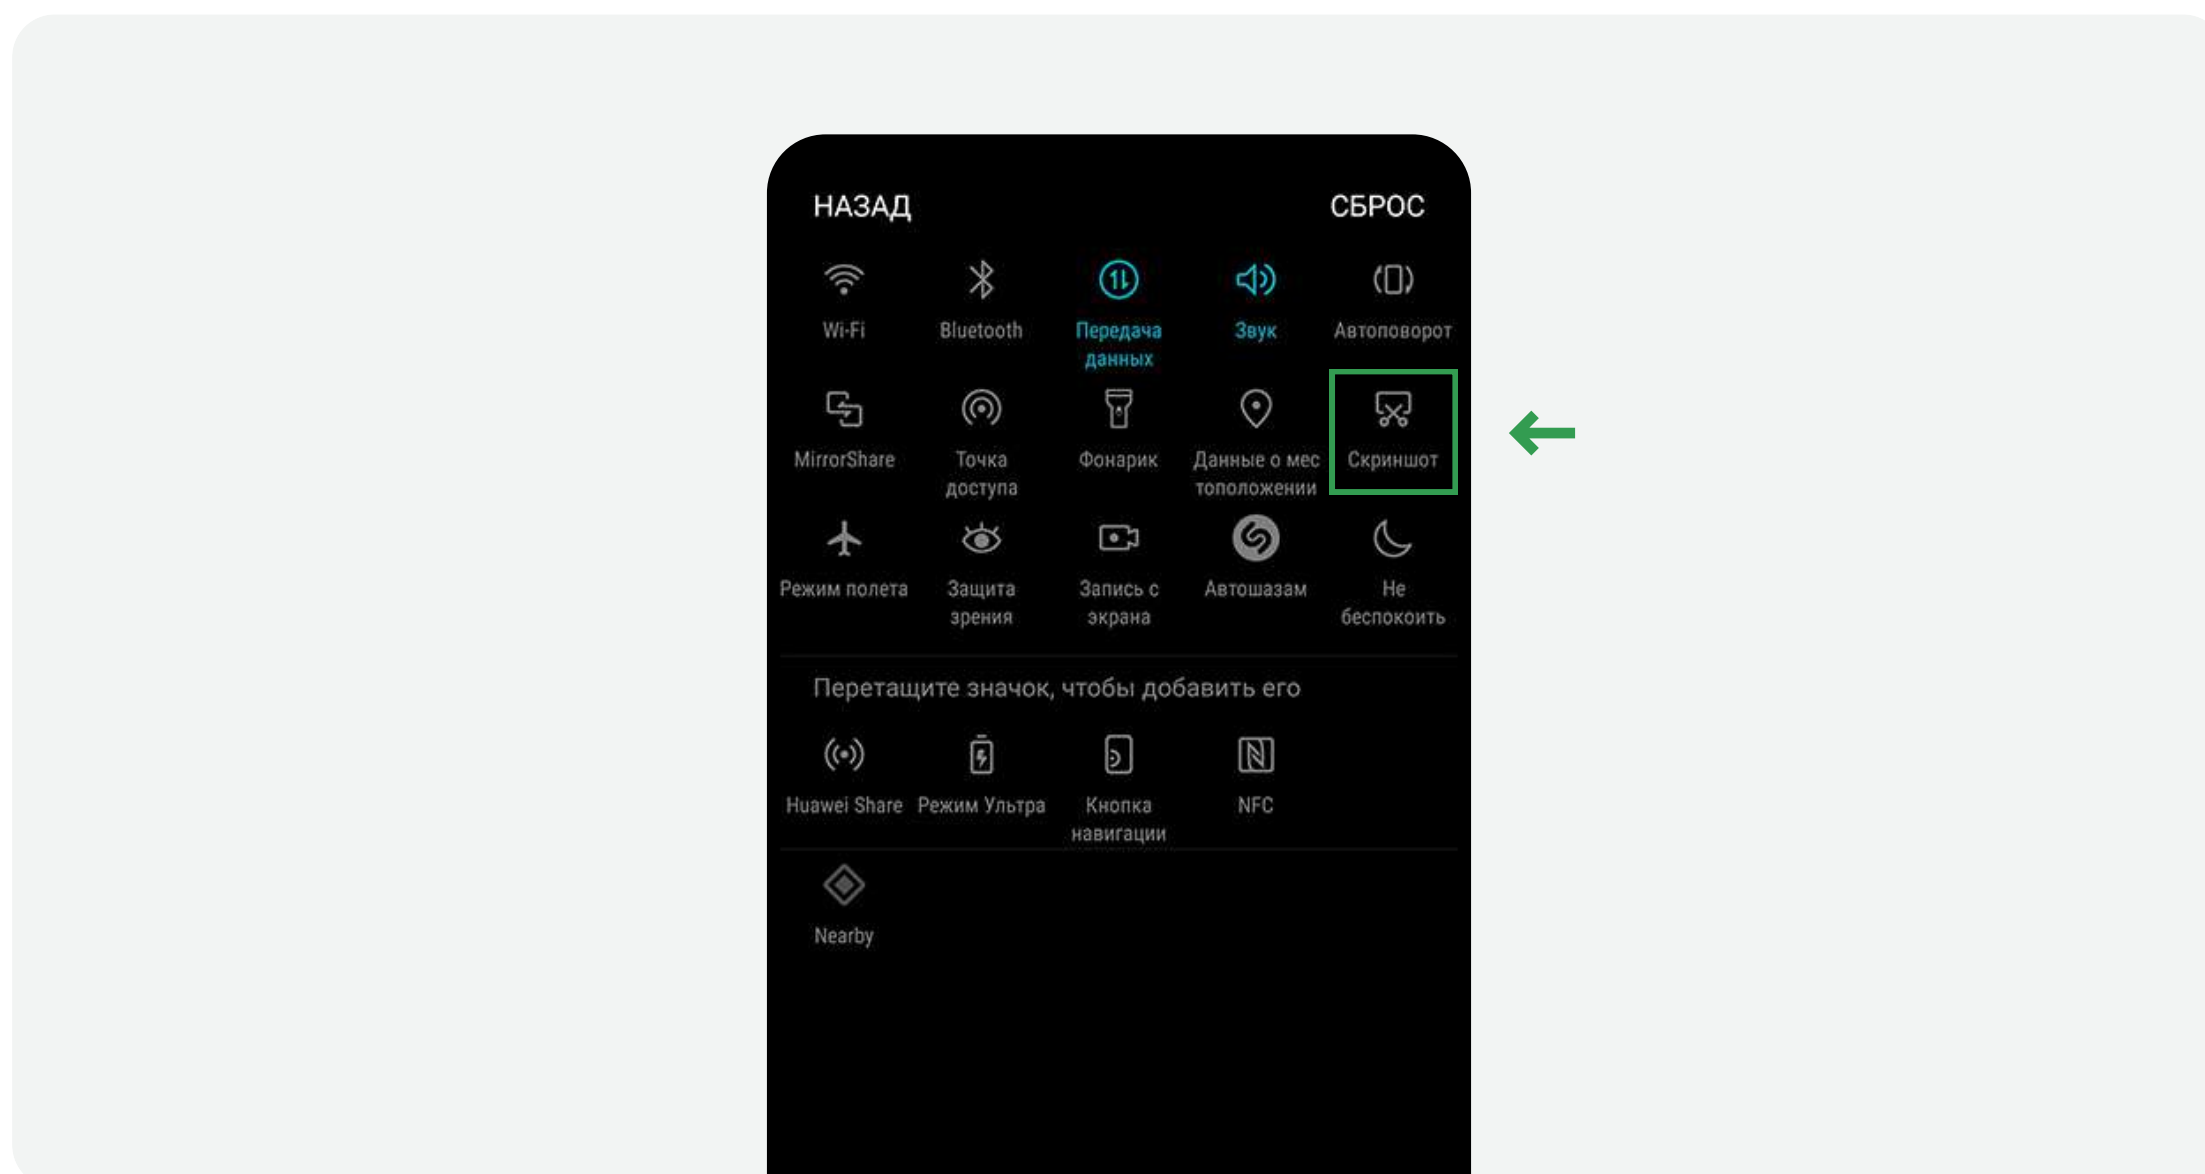 НАЗАД СБРОС
Wi-Fi Bluetooth Передача Звук Автоповорот
данных
MirrorShare Точка Фонарик Данные о мес Скриншот
доступа тоположении
Режим полета Защита Запись с Автошазам Не
зрения экрана беспокоить
Перетащите значок, чтобы добавить его
Huawei Share Режим Ультра Кнопка NFC
навигации
Nearby